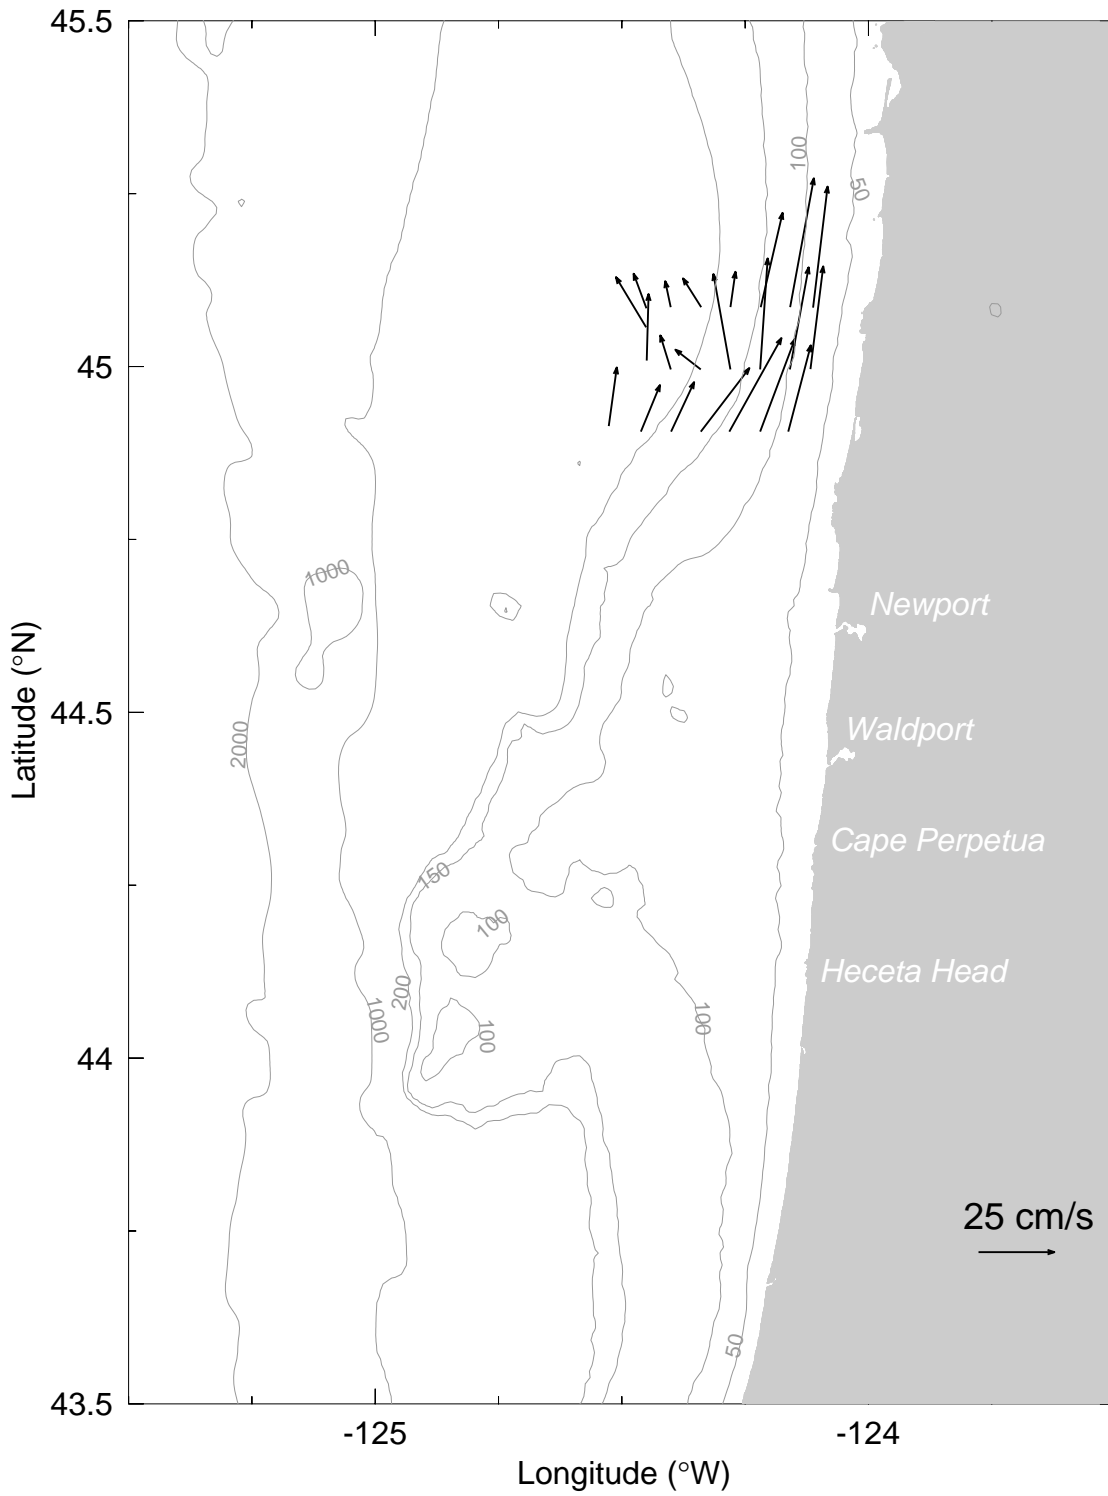 45.5
100
50
45
1000
Newport
2000
44.5
Waldport
Latitude (°N)
Cape Perpetua
150
100
Heceta Head
200
1000
100
100
44
25 cm/s
50
43.5
-125
-124
Longitude (°W)